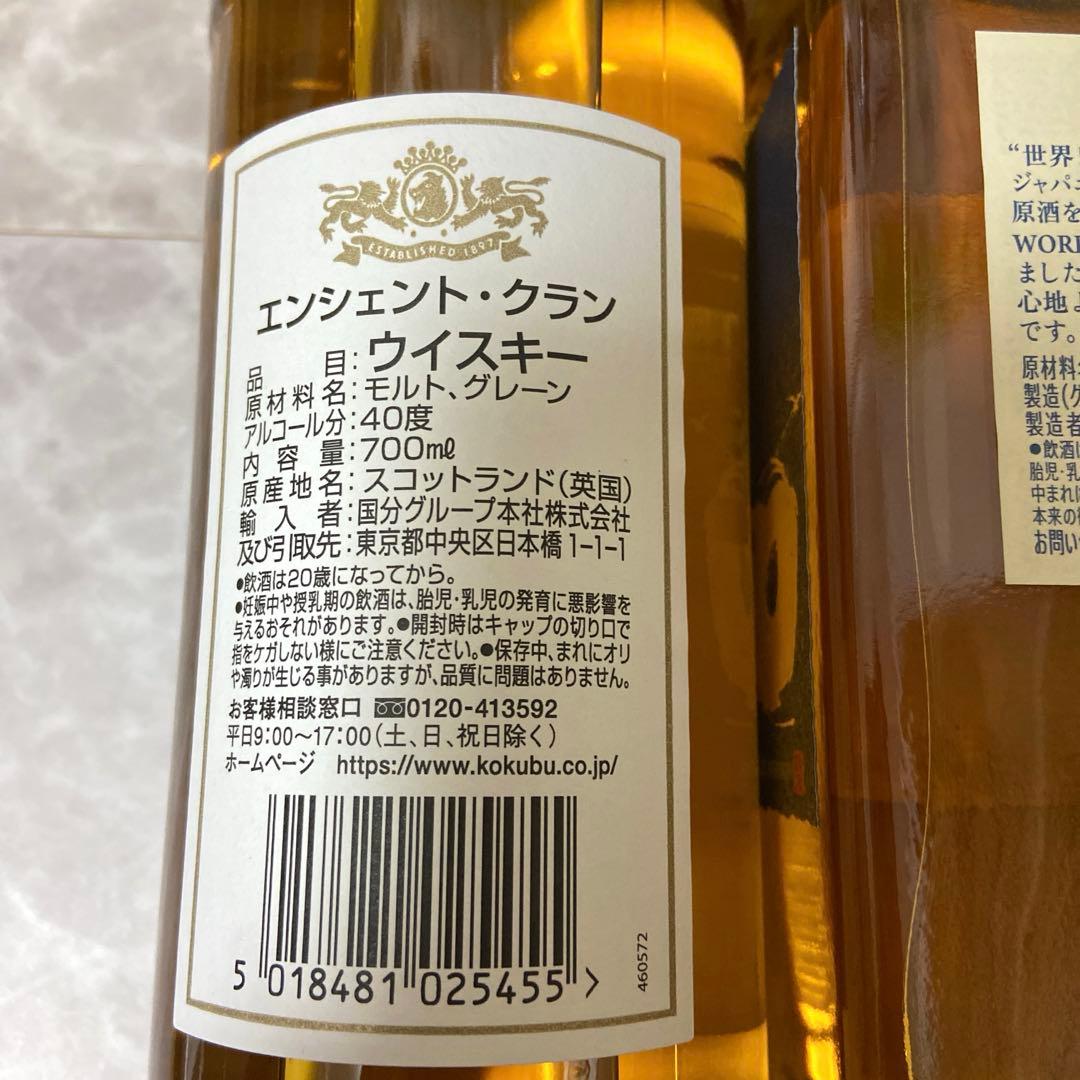 ESTABLISHED 1897
エンシェント・クラン
品目:ウイスキー
原材料名:モルト、グレーン
アルコール分:40度
内容量:700mℓ
原産地名:スコットランド(英国)
輸入者:国分グループ本社株式会社
及び引取先:東京都中央区日本橋1-1-1
●飲酒は20歳になってから。
●妊娠中や授乳期の飲酒は、胎児・乳児の発育に悪影響を
与えるおそれがあります。●開封時はキャップの切り口で
指をケガしない様にご注意ください。●保存中、まれにオリ
や濁りが生じる事がありますが、品質に問題はありません。
お客様相談窓口 0120-413592
平日9:00〜17:00(土、日、祝日除く)
ホームページ https://www.kokubu.co.jp/
5 018481 025455 >
460572
“世界
ジャパニ
原酒を
WORL
ました
心地よ
です。
原材料
製造(グ
製造者
●飲酒は
胎児・乳
中まれに
本来の
お問い